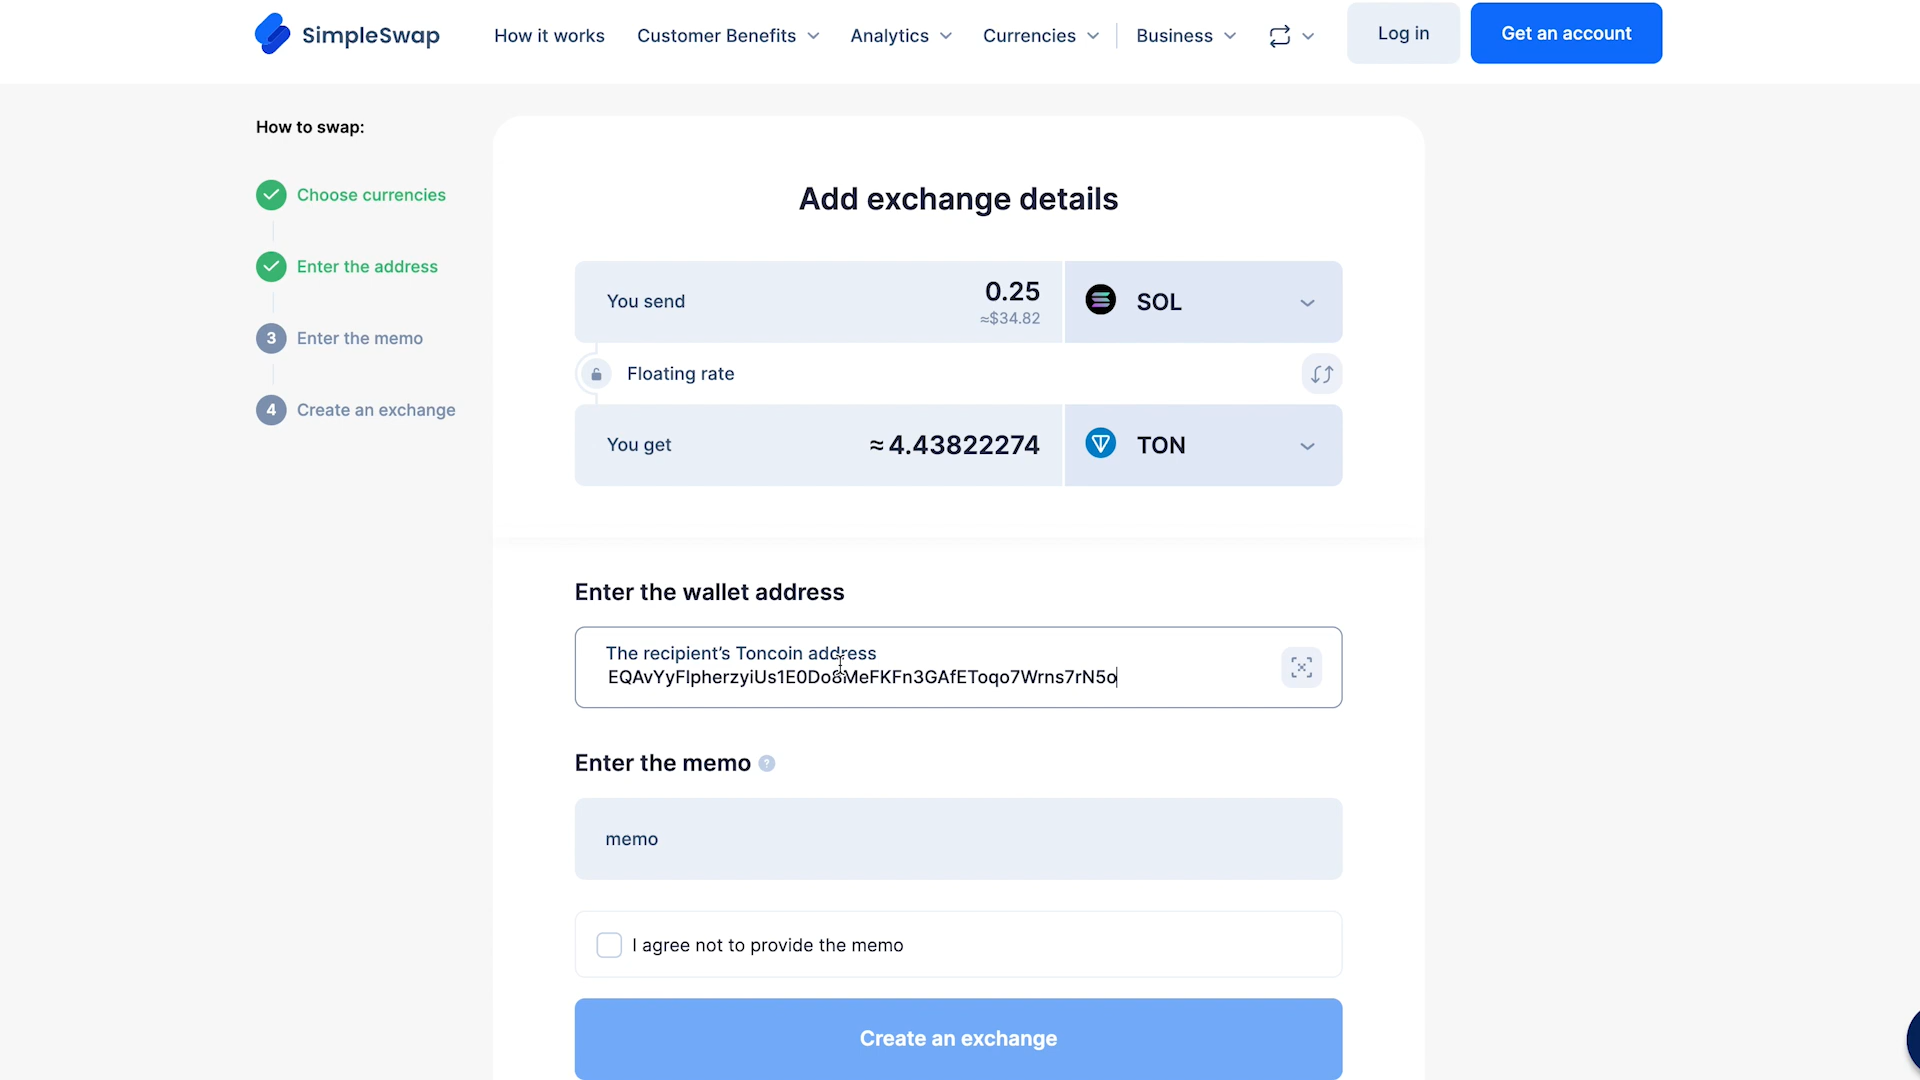 SimpleSwap
How it works
Customer Benefits
Analytics
Currencies
Business
Log in
Get an account
How to swap:
Choose currencies
Enter the address
3 Enter the memo
4 Create an exchange
Add exchange details
You send
0.25
≈$34.82
SOL
Floating rate
You get
≈4.43822274
TON
Enter the wallet address
The recipient’s Toncoin address
EQAvYyFIpherzyiUs1E0Do8MeFKFn3GAfEToqo7Wrns7rN5o
Enter the memo ?
memo
I agree not to provide the memo
Create an exchange